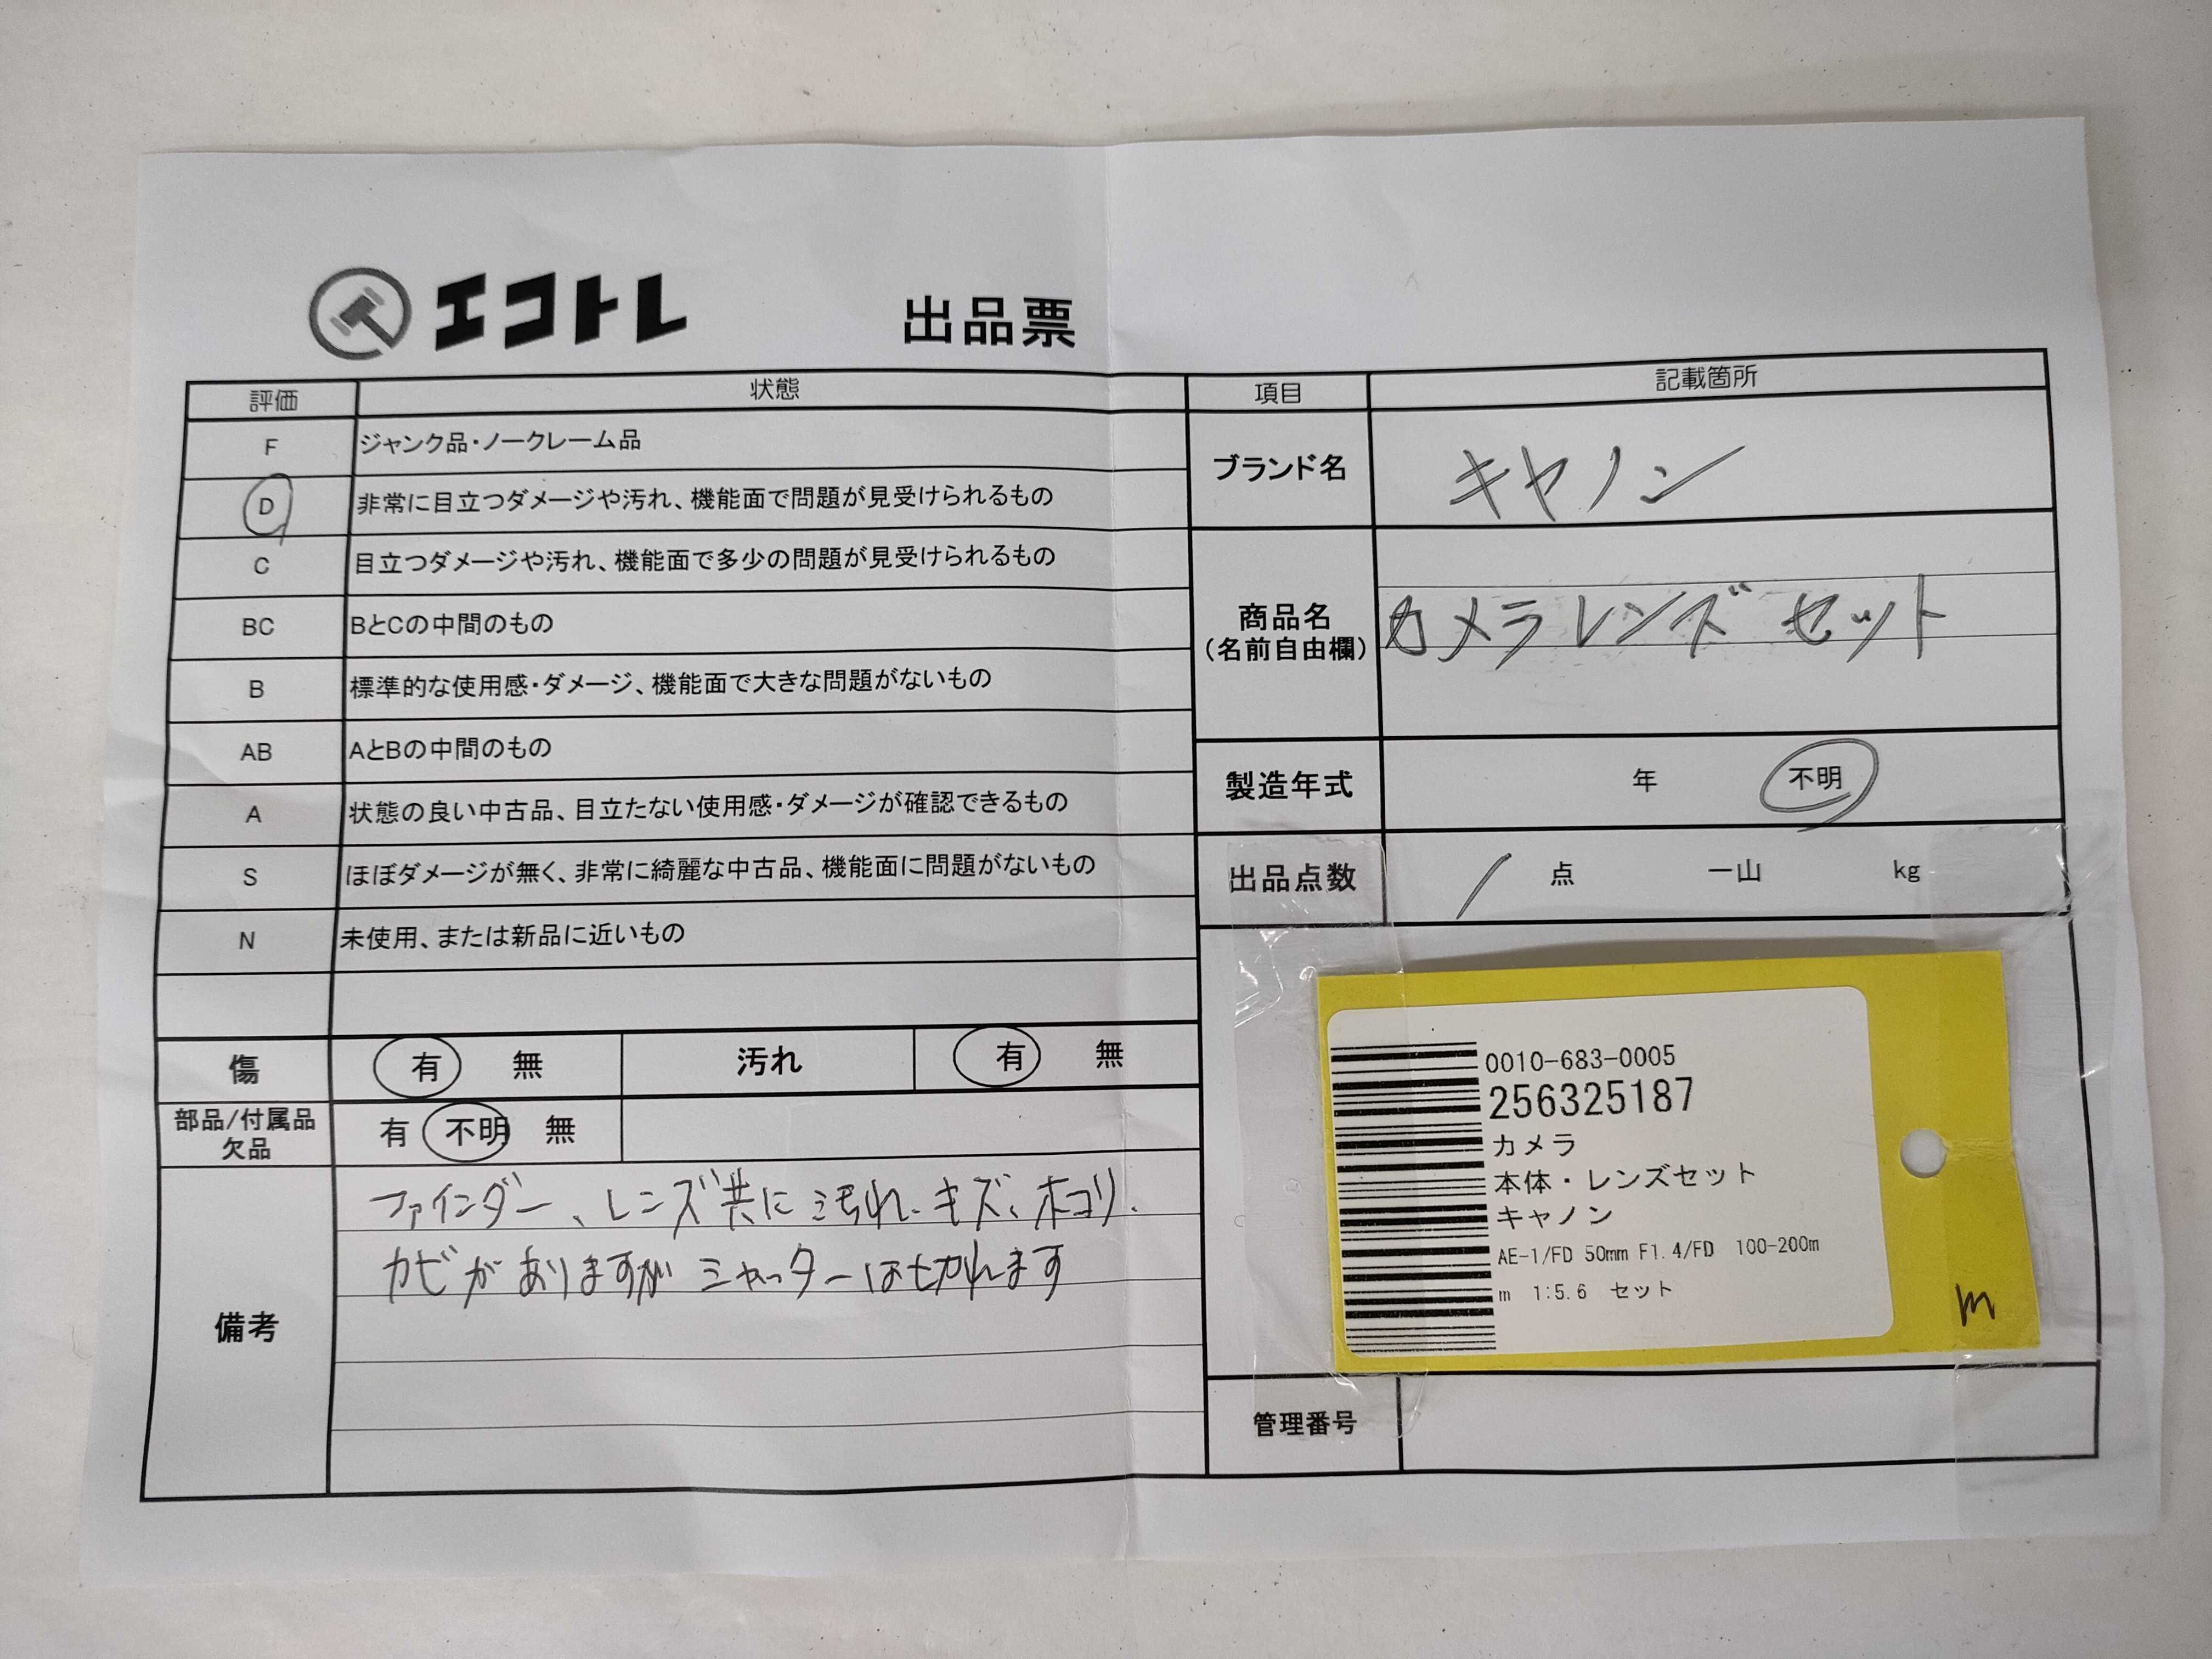 エコトレ 出品票
評価 状態
F ジャンク品・ノークレーム品
D 非常に目立つダメージや汚れ、機能面で問題が見受けられるもの
C 目立つダメージや汚れ、機能面で多少の問題が見受けられるもの
BC BとCの中間のもの
B 標準的な使用感・ダメージ、機能面で大きな問題がないもの
AB AとBの中間のもの
A 状態の良い中古品、目立たない使用感・ダメージが確認できるもの
S ほぼダメージが無く、非常に綺麗な中古品、機能面に問題がないもの
N 未使用、または新品に近いもの
傷 有 無 汚れ 有 無
部品/付属品
欠品
有 不明 無
備考
ファインダー、レンズ共に汚れ、キズ、ホコリ、
カビがありますがシャッターは切れます
項目 記載箇所
ブランド名 キヤノン
商品名
(名前自由欄)
カメラレンズ セット
製造年式 年 不明
出品点数 1 点 一山 kg
0010-683-0005
256325187
カメラ
本体・レンズセット
キャノン
AE-1/FD 50mm F1.4/FD 100-200m
m 1:5.6 セット
m
管理番号